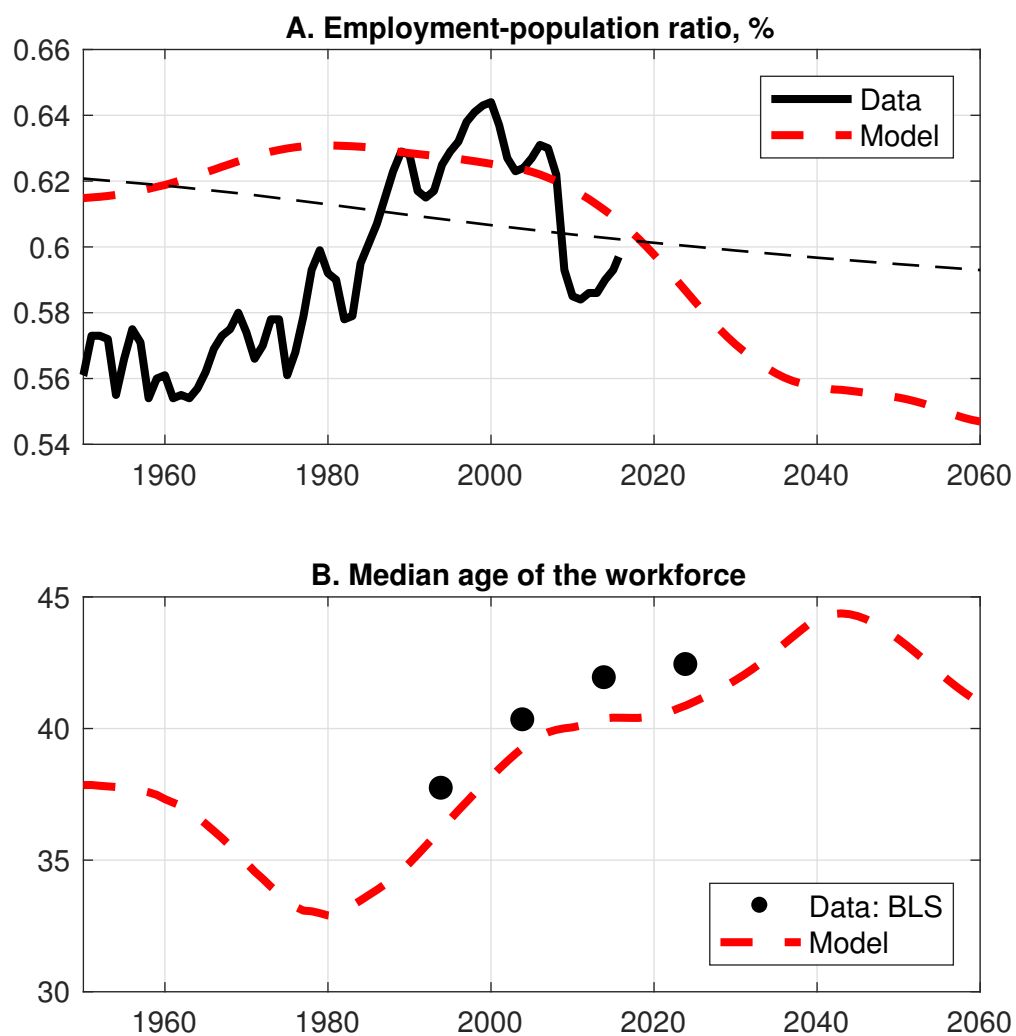 A. Employment-population ratio, %
0.66
0.64
0.62
0.6
0.58
0.56
0.54
Data
Model
1960 1980 2000 2020 2040 2060
B. Median age of the workforce
45
40
35
30
Data: BLS
Model
1960 1980 2000 2020 2040 2060